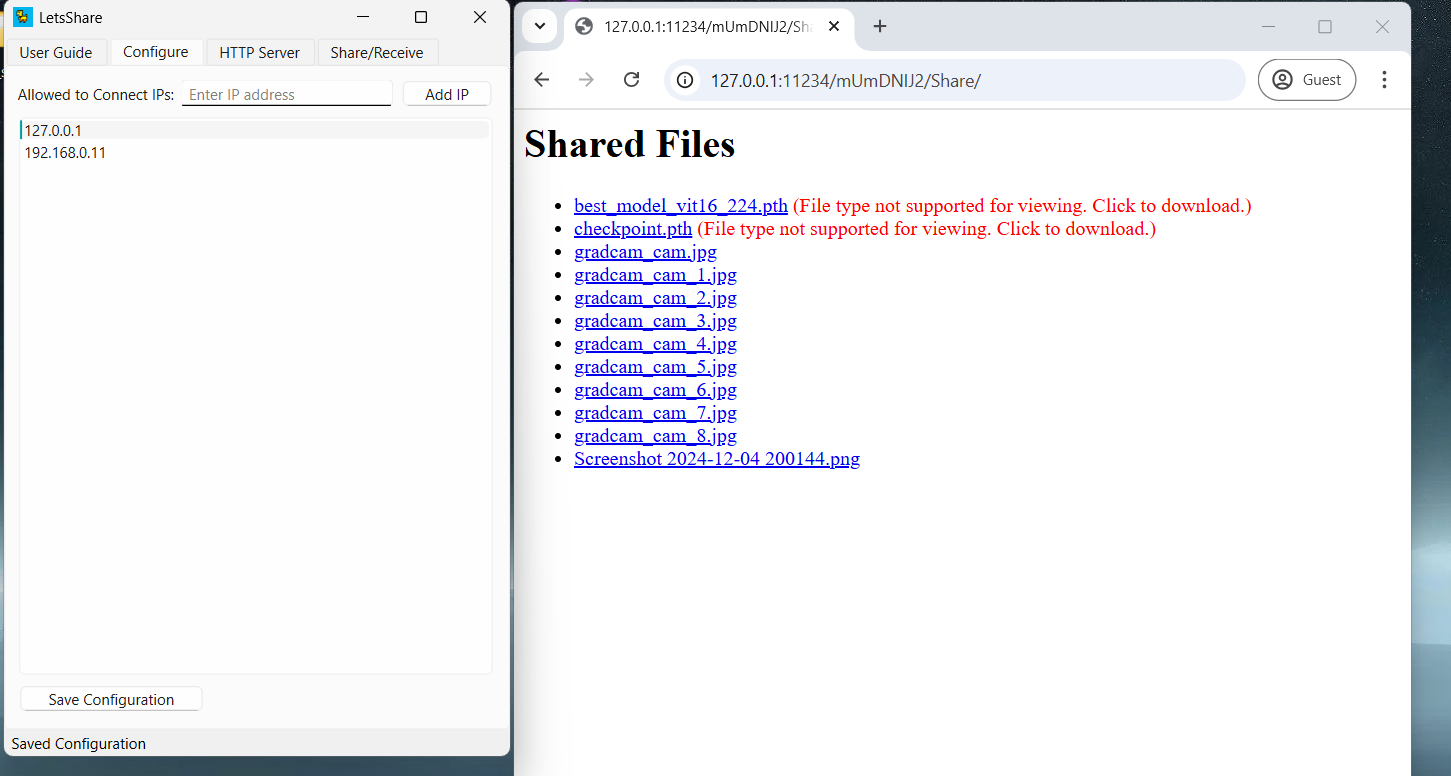 LetsShare
User Guide Configure HTTP Server Share/Receive
Allowed to Connect IPs: Enter IP address Add IP
127.0.0.1
192.168.0.11
Save Configuration
Saved Configuration
127.0.0.1:11234/mUmDNIJ2/Sha
127.0.0.1:11234/mUmDNIJ2/Share/ Guest
Shared Files
best_model_vit16_224.pth (File type not supported for viewing. Click to download.)
checkpoint.pth (File type not supported for viewing. Click to download.)
gradcam_cam.jpg
gradcam_cam_1.jpg
gradcam_cam_2.jpg
gradcam_cam_3.jpg
gradcam_cam_4.jpg
gradcam_cam_5.jpg
gradcam_cam_6.jpg
gradcam_cam_7.jpg
gradcam_cam_8.jpg
Screenshot 2024-12-04 200144.png